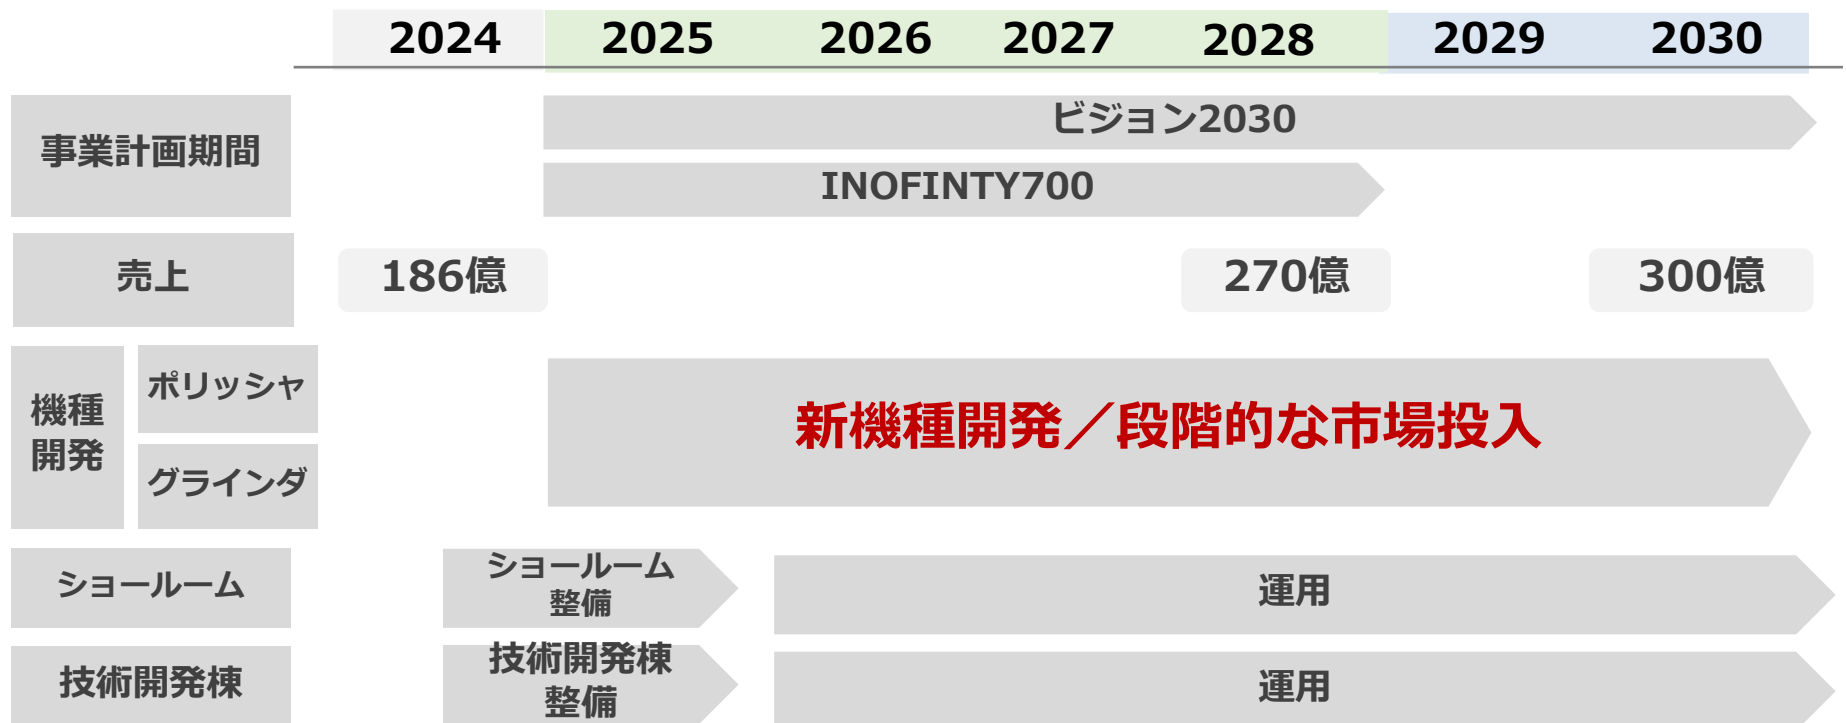 2024 2025 2026 2027 2028 2029 2030
事業計画期間
ビジョン2030
INOFINTY700
売上
186億 270億 300億
機種
開発
ポリッシャ
グラインダ
新機種開発／段階的な市場投入
ショールーム
ショールーム
整備
運用
技術開発棟
技術開発棟
整備
運用